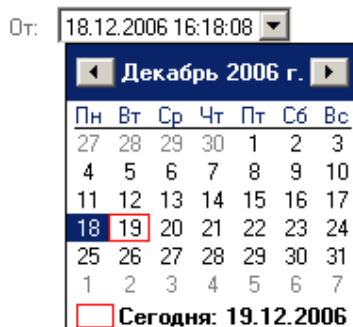 От: 18.12.2006 16:18:08
Декабрь 2006 г.
Пн Вт Ср Чт Пт Сб Вс
27 28 29 30 1 2 3
4 5 6 7 8 9 10
11 12 13 14 15 16 17
18 19 20 21 22 23 24
25 26 27 28 29 30 31
1 2 3 4 5 6 7
Сегодня: 19.12.2006